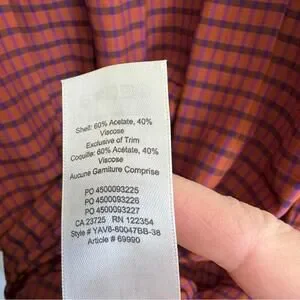 Shell: 60% Acetate, 40%
Viscose
Exclusive of Trim
Coquille: 60% Acétate, 40%
Viscose
Aucune Garniture Comprise
PO 4500093225
PO 4500093226
PO 4500093227
CA 23725 RN 122354
Style # YAV8-80047BB-38
Article # 69990